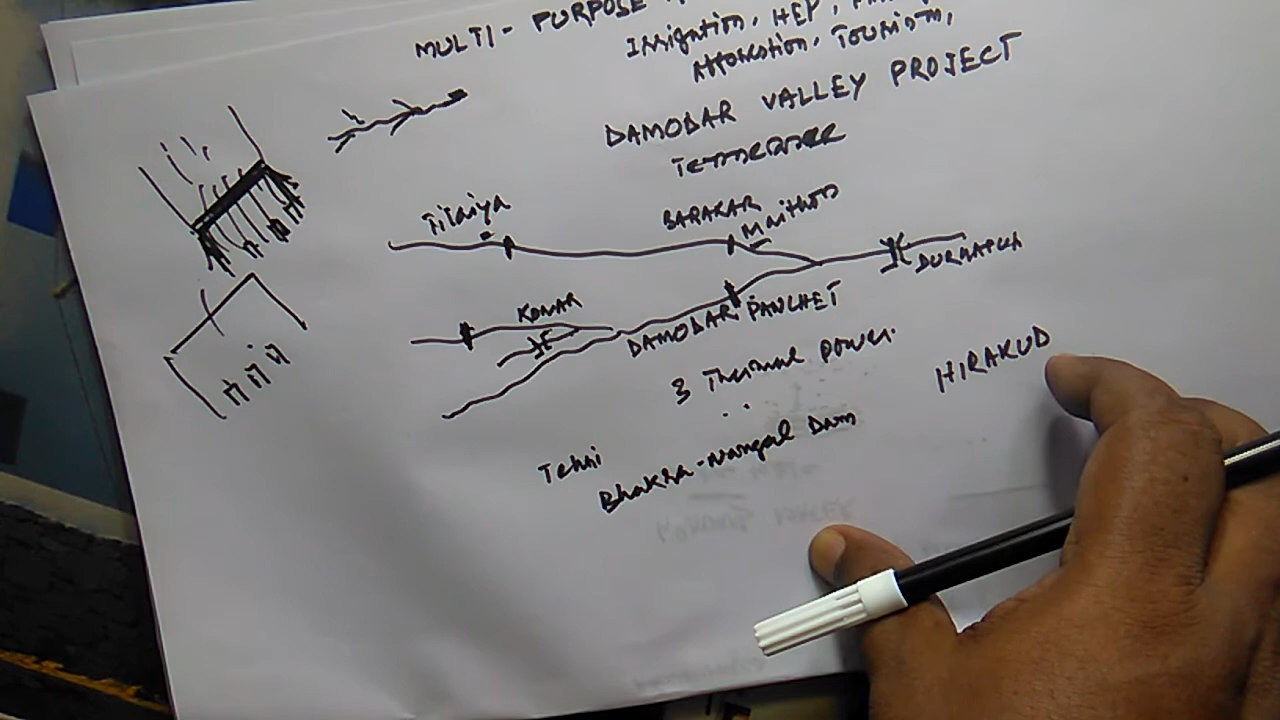 MULTI - PURPOSE
Irrigation, HEP,
Afforestation, Tourism,
DAMODAR VALLEY PROJECT
Tilaiya
BARAKAR
Maithon
DURGAPUR
KONAR
DAMODAR
PANCHET
3 Thermal power.
HIRAKUD
Tehri
Bhakra-Nangal Dam